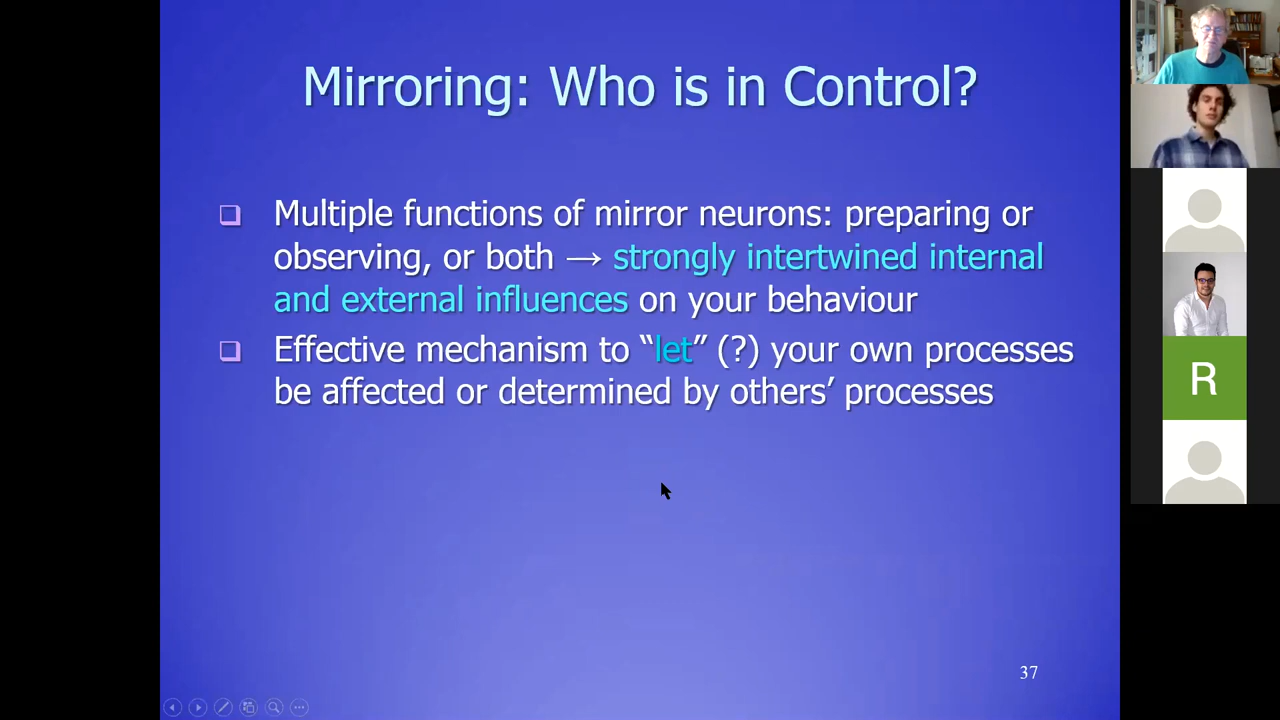 Mirroring: Who is in Control?
❑ Multiple functions of mirror neurons: preparing or
observing, or both → strongly intertwined internal
and external influences on your behaviour
❑ Effective mechanism to “let” (?) your own processes
be affected or determined by others’ processes
R
37